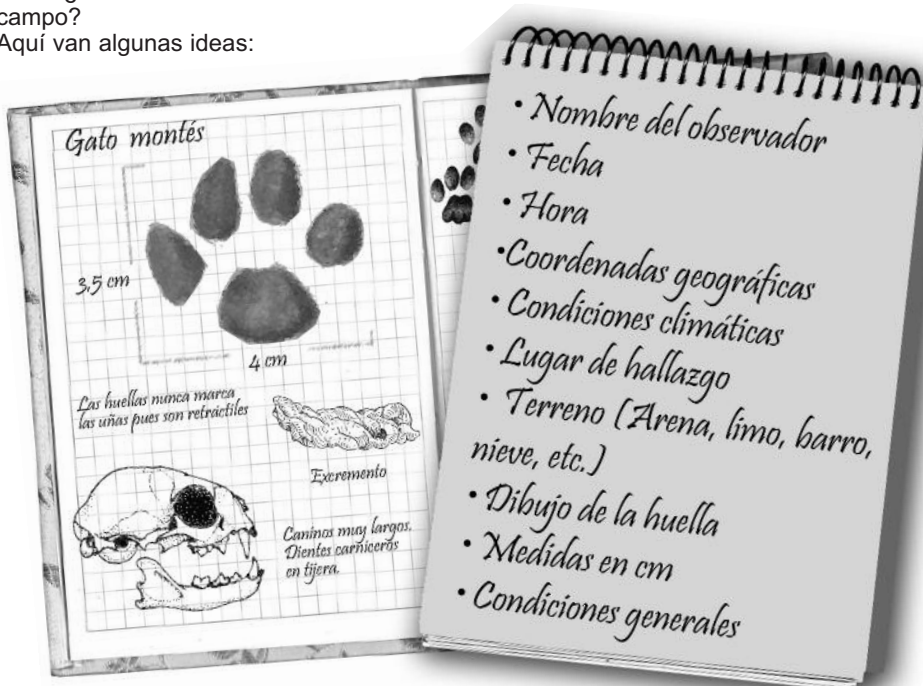 campo?
Aquí van algunas ideas:
Gato montés
3,5 cm
4 cm
Las huellas nunca marca
las uñas pues son retráctiles
Excremento
Caninos muy largos.
Dientes carniceros
en tijera.
• Nombre del observador
• Fecha
• Hora
•Coordenadas geográficas
• Condiciones climáticas
• Lugar de hallazgo
• Terreno (Arena, limo, barro,
nieve, etc.)
• Dibujo de la huella
• Medidas en cm
• Condiciones generales